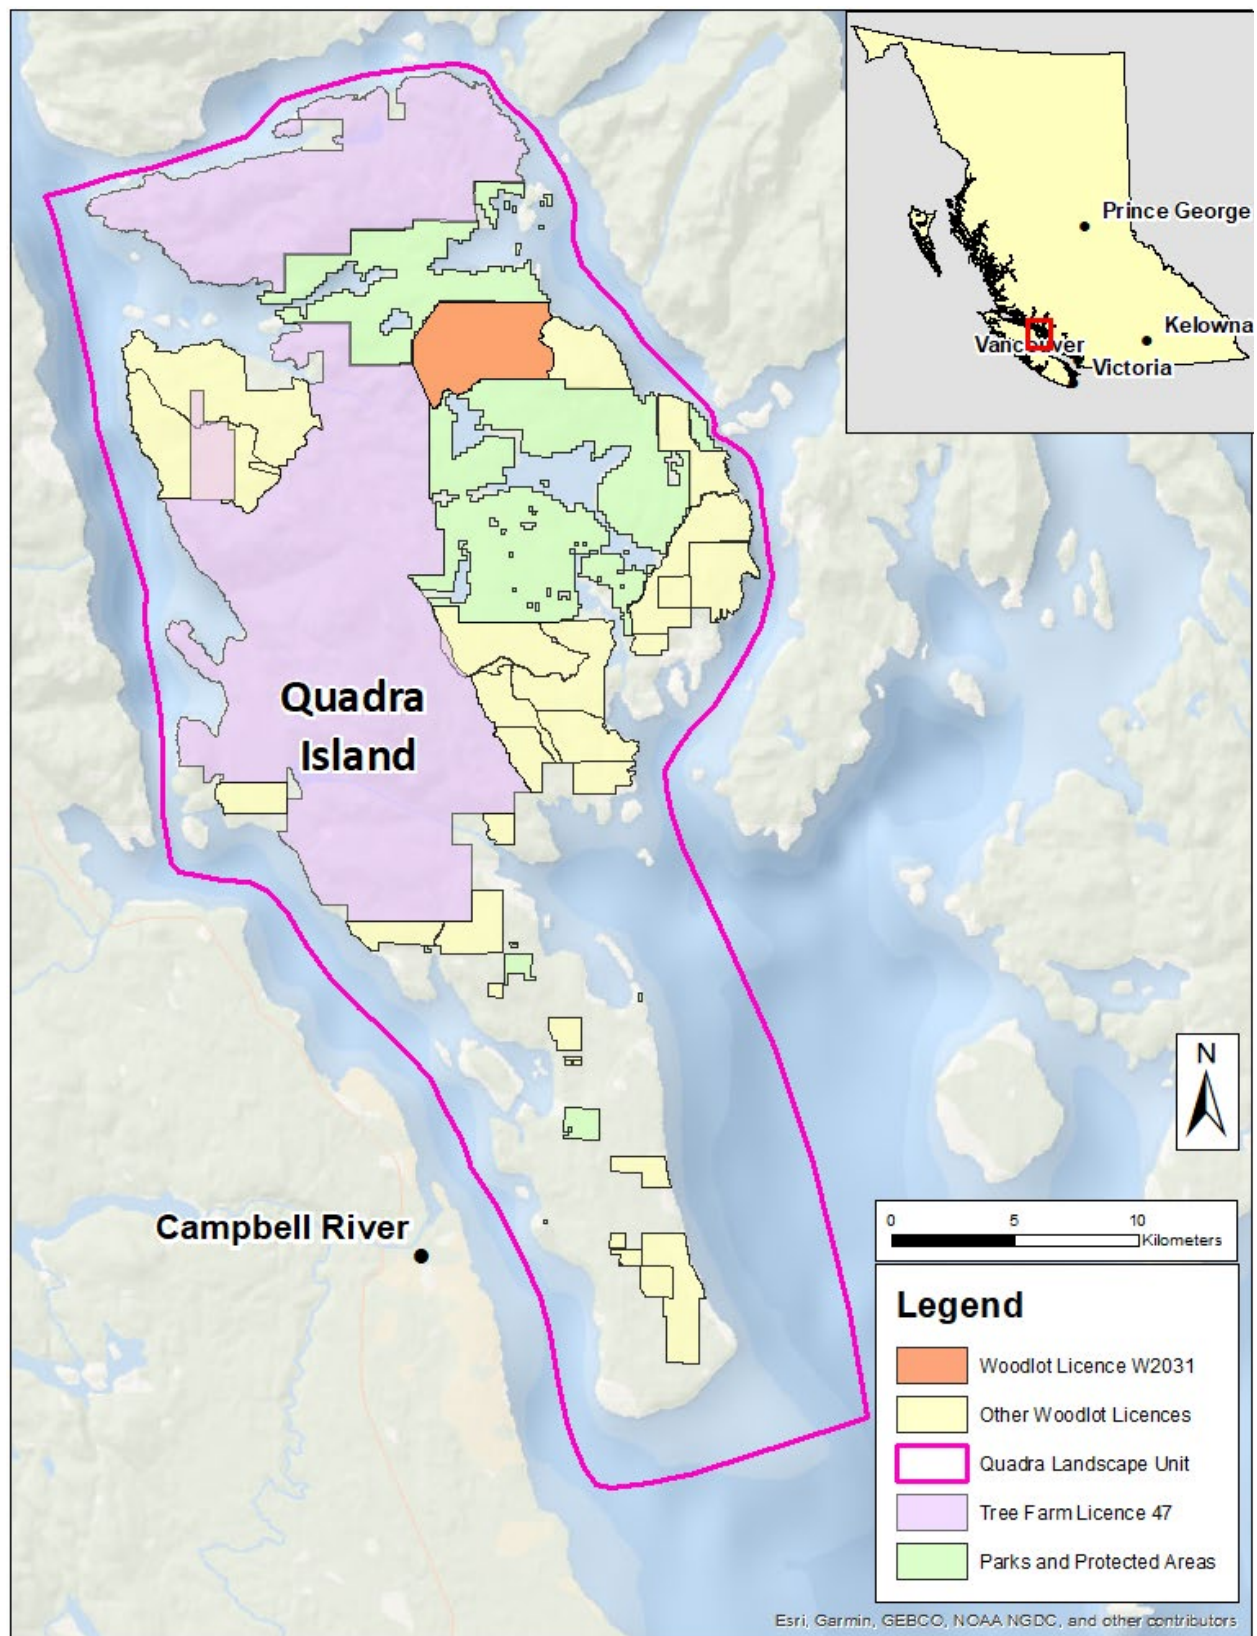 Prince George
Kelowna
Vancouver
Victoria
Quadra
Island
N
Campbell River
0 5 10
Kilometers
Legend
Woodlot Licence W2031
Other Woodlot Licences
Quadra Landscape Unit
Tree Farm Licence 47
Parks and Protected Areas
Esri, Garmin, GEBCO, NOAA NGDC, and other contributors